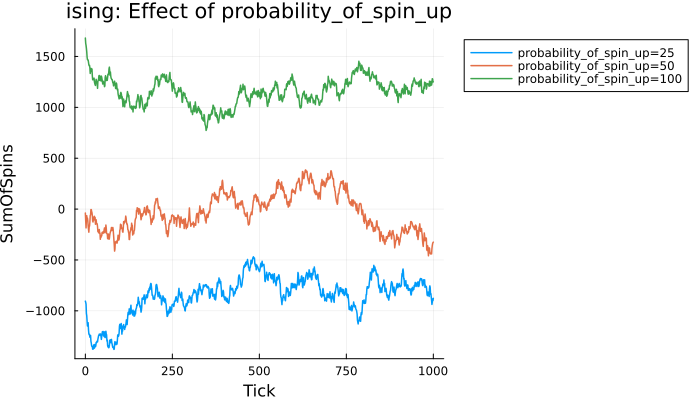 ising: Effect of probability_of_spin_up
probability_of_spin_up=25
probability_of_spin_up=50
probability_of_spin_up=100
SumOfSpins
1500
1000
500
0
−500
−1000
0 250 500 750 1000
Tick